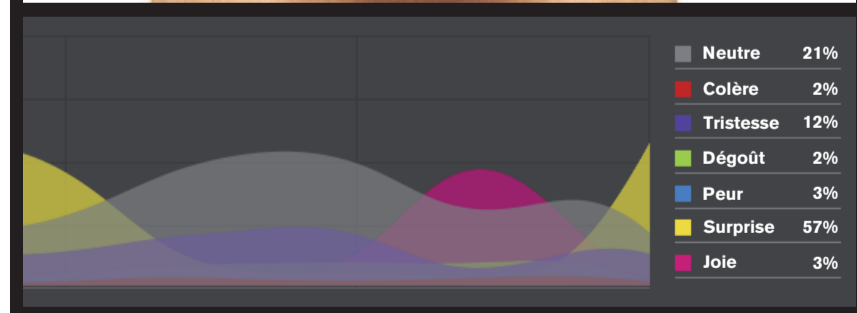 Neutre 21%
Colère 2%
Tristesse 12%
Dégoût 2%
Peur 3%
Surprise 57%
Joie 3%